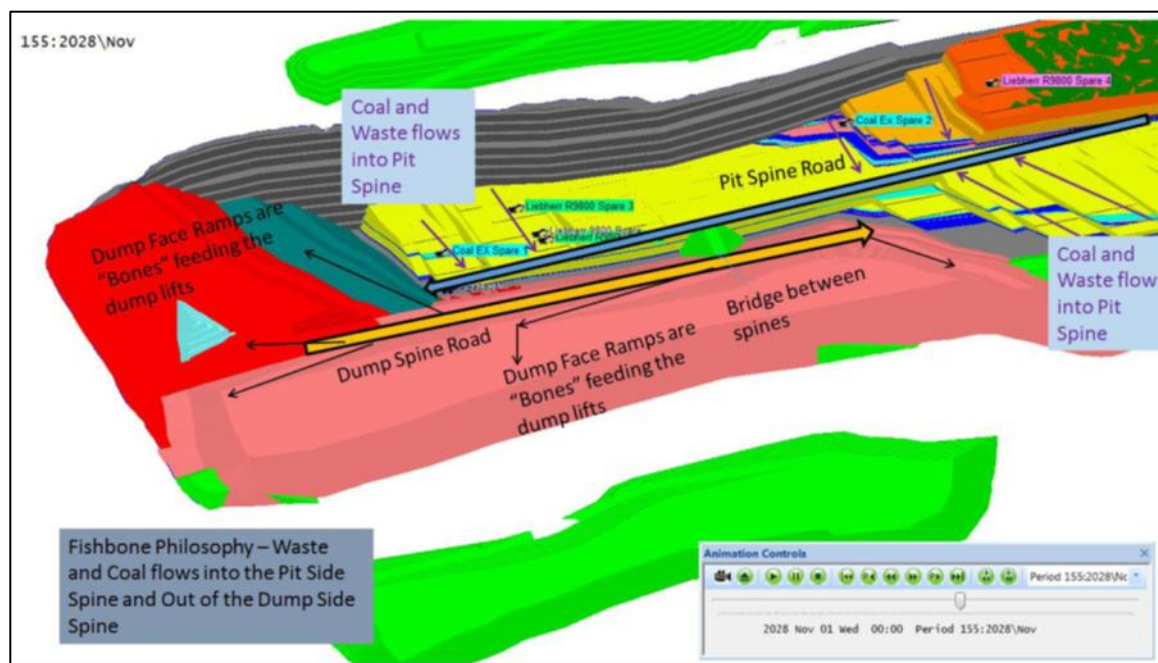 155:2028\Nov
Coal and
Waste flows
into Pit
Spine
Liebherr R9800 Spare 4
Coal Ex Spare 2
Pit Spine Road
Liebherr R9800 Spare 3
Liebherr 9800 Spare
Coal EX Spare 1
Dump Face Ramps are
"Bones" feeding the
dump lifts
Coal and
Waste flows
into Pit
Spine
Bridge between
spines
Dump Spine Road
Dump Face Ramps are
"Bones" feeding the
dump lifts
Fishbone Philosophy – Waste
and Coal flows into the Pit Side
Spine and Out of the Dump Side
Spine
Animation Controls
Period 155:2028\Nc
2028 Nov 01 Wed 00:00 Period 155:2028\Nov